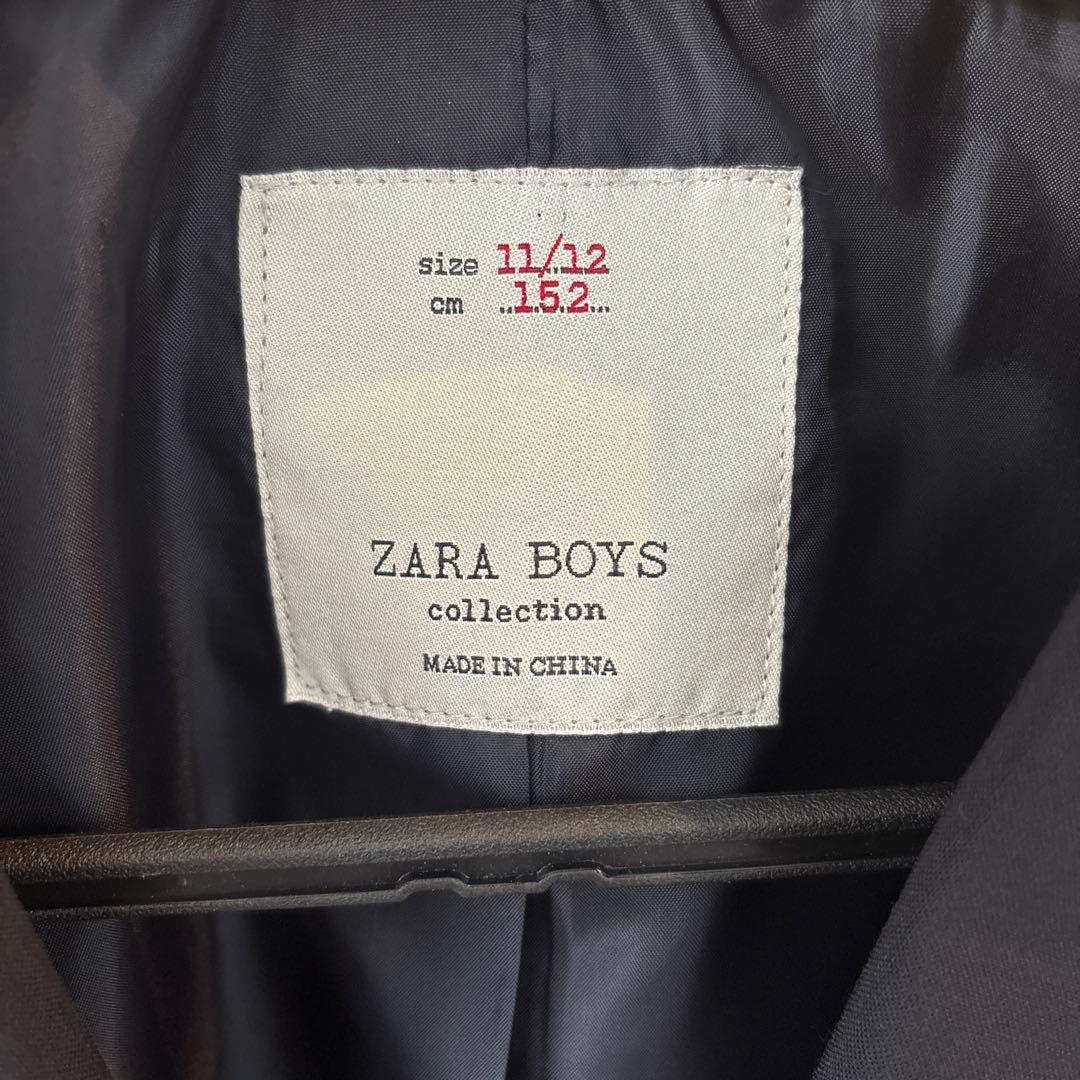 size 11/12
cm 152
ZARA BOYS
collection
MADE IN CHINA